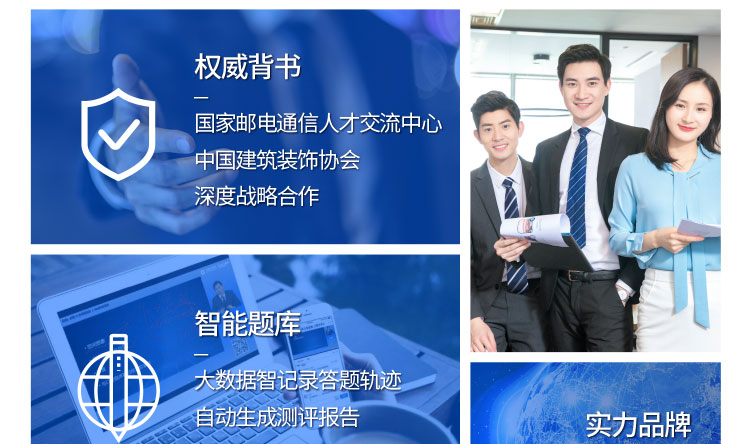 权威背书
国家邮电通信人才交流中心
中国建筑装饰协会
深度战略合作
智能题库
大数据智记录答题轨迹
自动生成测评报告
实力品牌